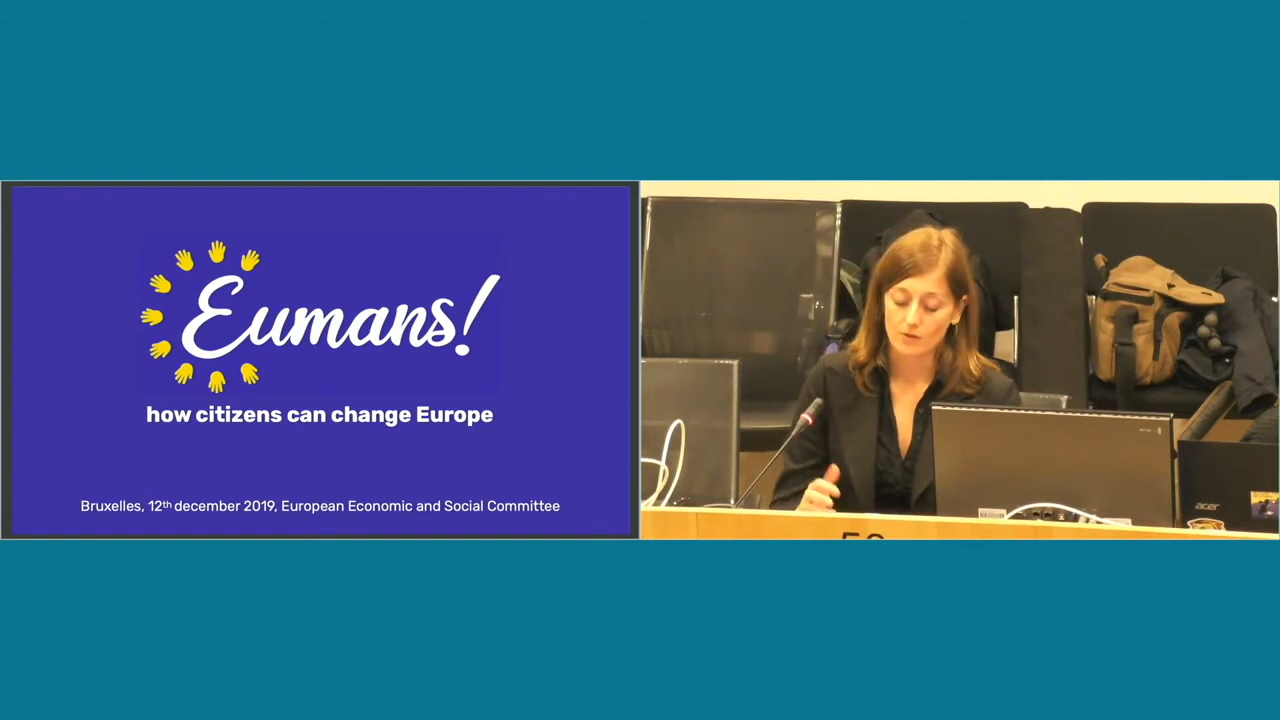 Eumans!
how citizens can change Europe
Bruxelles, 12th december 2019, European Economic and Social Committee
acer